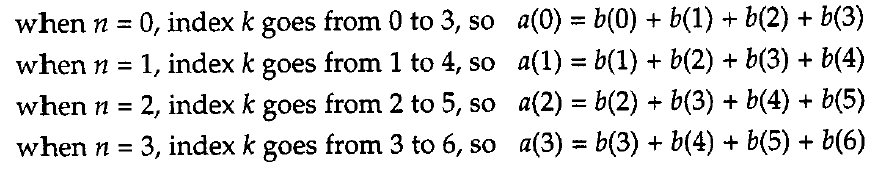 when n = 0, index k goes from 0 to 3, so a(0) = b(0) + b(1) + b(2) + b(3)
when n = 1, index k goes from 1 to 4, so a(1) = b(1) + b(2) + b(3) + b(4)
when n = 2, index k goes from 2 to 5, so a(2) = b(2) + b(3) + b(4) + b(5)
when n = 3, index k goes from 3 to 6, so a(3) = b(3) + b(4) + b(5) + b(6)